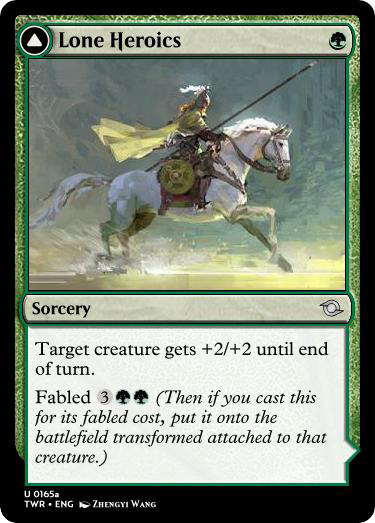 Lone Heroics
Sorcery
Target creature gets +2/+2 until end
of turn.
Fabled 3 (Then if you cast this
for its fabled cost, put it onto the
battlefield transformed attached to that
creature.)
U 0165a
TWR • ENG Zhengyi Wang